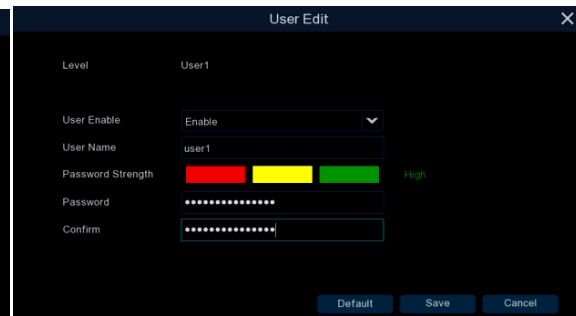 User Edit
Level User1
User Enable Enable
User Name user1
Password Strength High
Password •••••••••••••••
Confirm •••••••••••••••
Default Save Cancel